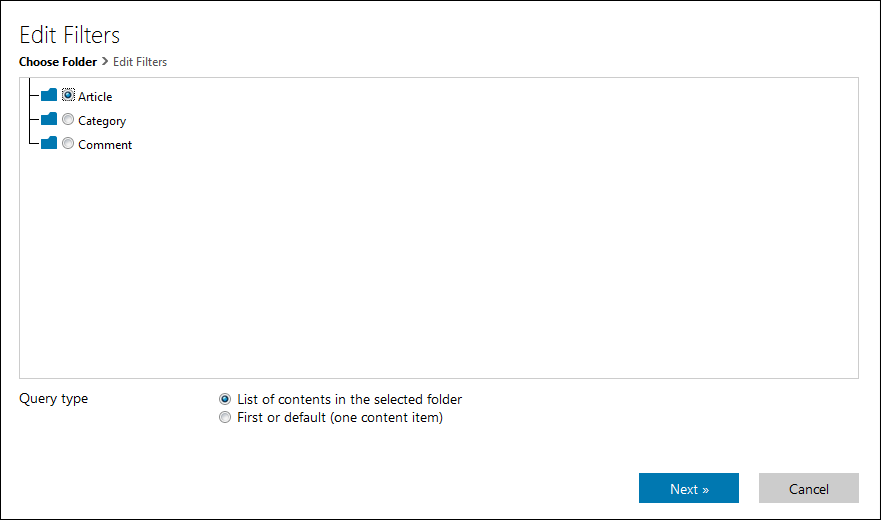 Edit Filters
Choose Folder > Edit Filters
Article
Category
Comment
Query type
List of contents in the selected folder
First or default (one content item)
Next »
Cancel